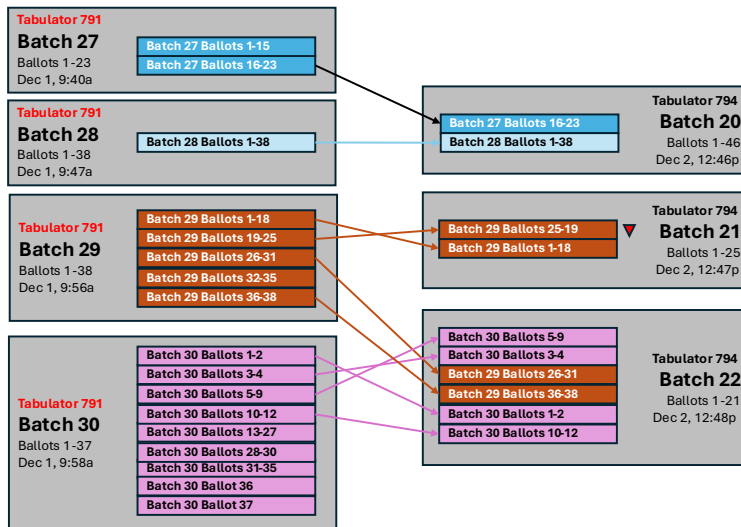 Tabulator 791
Batch 27
Ballots 1-23
Dec 1, 9:40a
Batch 27 Ballots 1-15
Batch 27 Ballots 16-23
Tabulator 791
Batch 28
Ballots 1-38
Dec 1, 9:47a
Batch 28 Ballots 1-38
Tabulator 791
Batch 29
Ballots 1-38
Dec 1, 9:56a
Batch 29 Ballots 1-18
Batch 29 Ballots 19-25
Batch 29 Ballots 26-31
Batch 29 Ballots 32-35
Batch 29 Ballots 36-38
Tabulator 791
Batch 30
Ballots 1-37
Dec 1, 9:58a
Batch 30 Ballots 1-2
Batch 30 Ballots 3-4
Batch 30 Ballots 5-9
Batch 30 Ballots 10-12
Batch 30 Ballots 13-27
Batch 30 Ballots 28-30
Batch 30 Ballots 31-35
Batch 30 Ballot 36
Batch 30 Ballot 37
Tabulator 794
Batch 20
Ballots 1-46
Dec 2, 12:46p
Batch 27 Ballots 16-23
Batch 28 Ballots 1-38
Tabulator 794
Batch 21
Ballots 1-25
Dec 2, 12:47p
Batch 29 Ballots 25-19
Batch 29 Ballots 1-18
Tabulator 794
Batch 22
Ballots 1-21
Dec 2, 12:48p
Batch 30 Ballots 5-9
Batch 30 Ballots 3-4
Batch 29 Ballots 26-31
Batch 29 Ballots 36-38
Batch 30 Ballots 1-2
Batch 30 Ballots 10-12